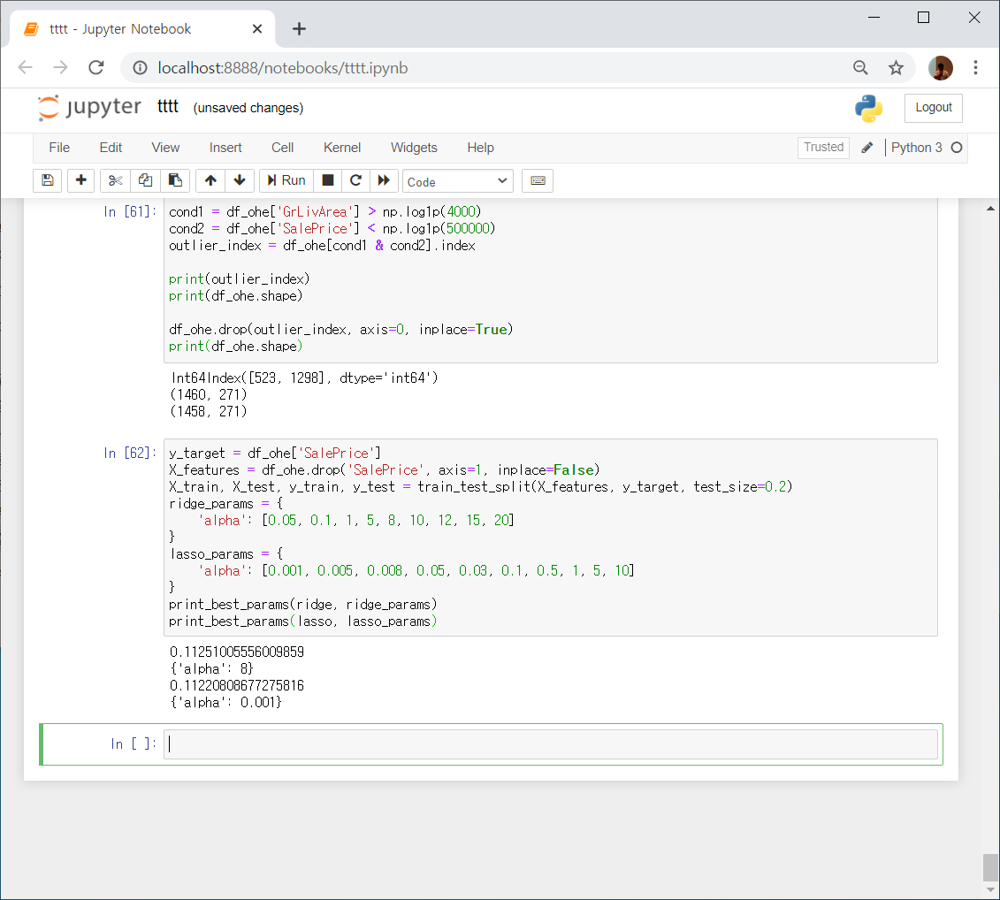 tttt - Jupyter Notebook
localhost:8888/notebooks/tttt.ipynb
jupyter tttt (unsaved changes)
Logout
File Edit View Insert Cell Kernel Widgets Help
Trusted Python 3
Run Code
In [61]: cond1 = df_ohe['GrLivArea'] > np.log1p(4000)
cond2 = df_ohe['SalePrice'] < np.log1p(500000)
outlier_index = df_ohe[cond1 & cond2].index
print(outlier_index)
print(df_ohe.shape)
df_ohe.drop(outlier_index, axis=0, inplace=True)
print(df_ohe.shape)
Int64Index([523, 1298], dtype='int64')
(1460, 271)
(1458, 271)
In [62]: y_target = df_ohe['SalePrice']
X_features = df_ohe.drop('SalePrice', axis=1, inplace=False)
X_train, X_test, y_train, y_test = train_test_split(X_features, y_target, test_size=0.2)
ridge_params = {
    'alpha': [0.05, 0.1, 1, 5, 8, 10, 12, 15, 20]
}
lasso_params = {
    'alpha': [0.001, 0.005, 0.008, 0.05, 0.03, 0.1, 0.5, 1, 5, 10]
}
print_best_params(ridge, ridge_params)
print_best_params(lasso, lasso_params)
0.11251005556009859
{'alpha': 8}
0.11220808677275816
{'alpha': 0.001}
In [ ]: